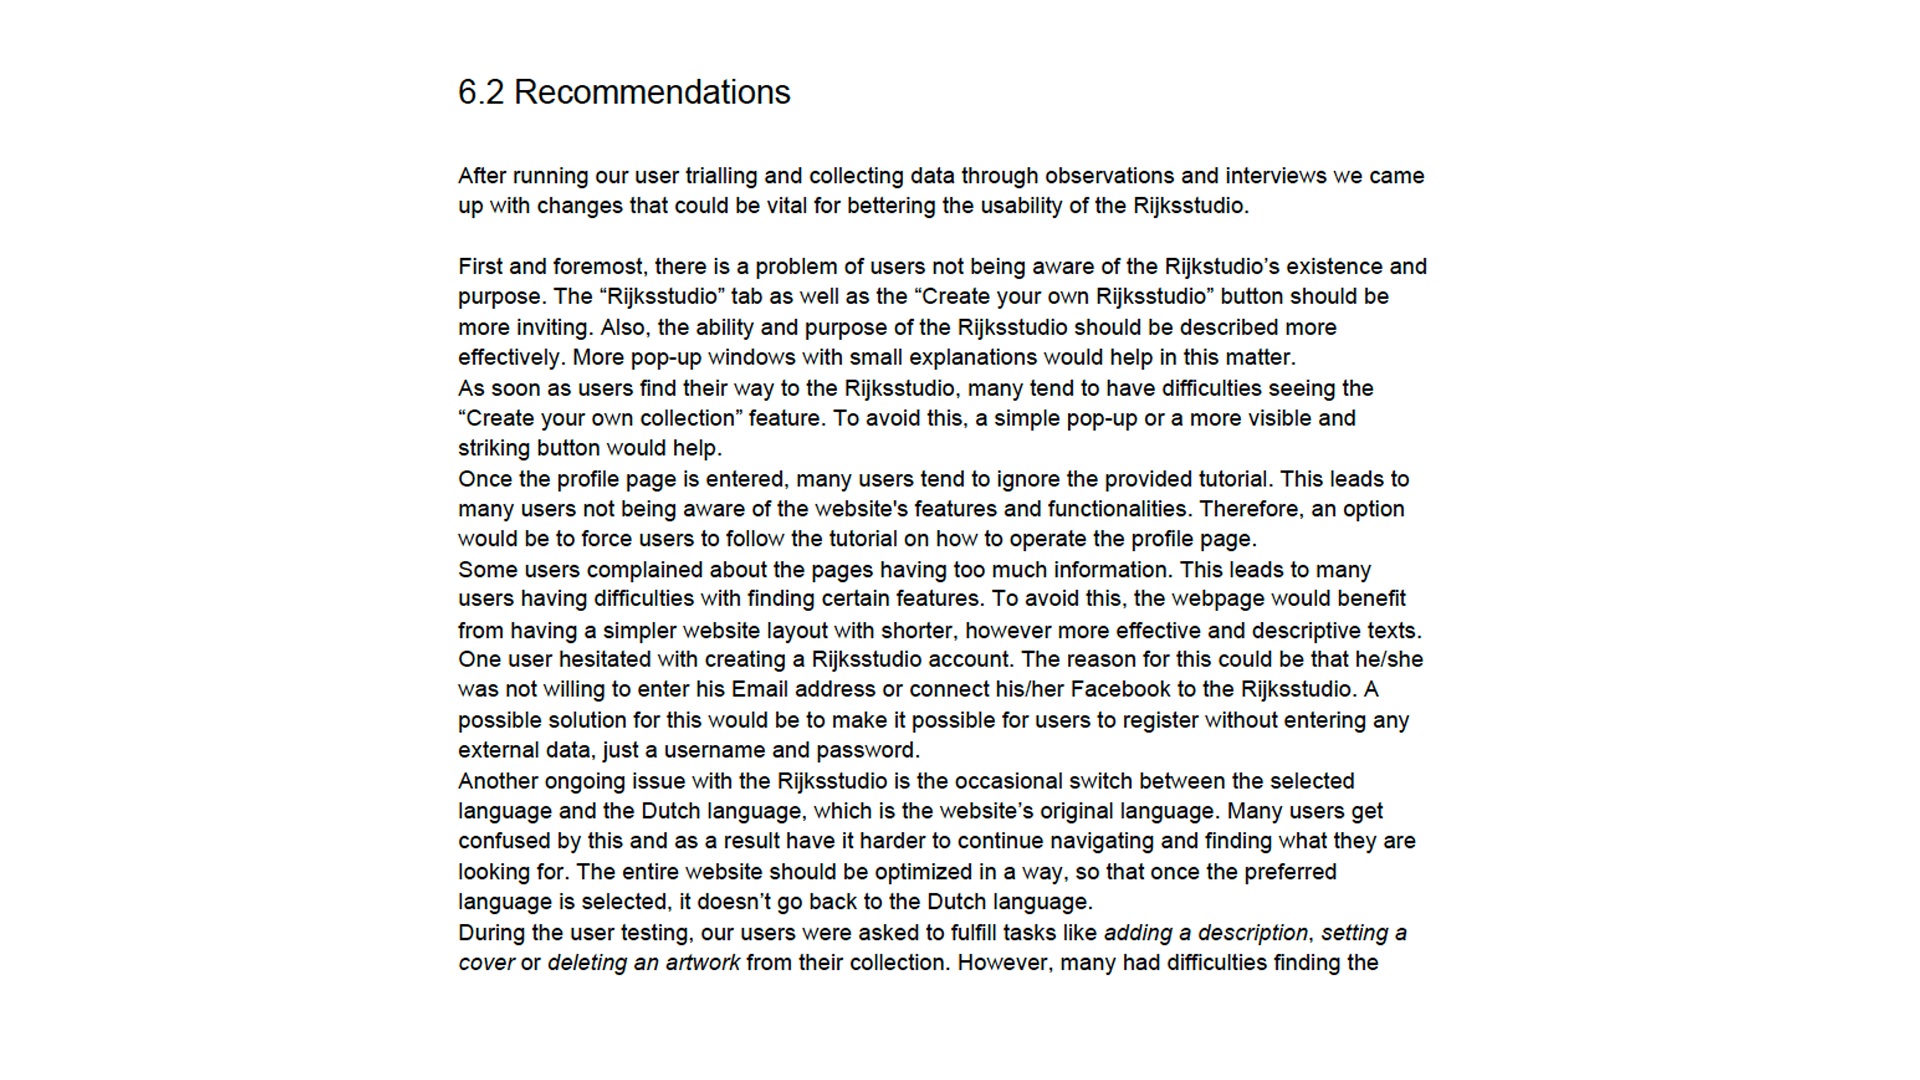 6.2 Recommendations
After running our user trialling and collecting data through observations and interviews we came
up with changes that could be vital for bettering the usability of the Rijksstudio.
First and foremost, there is a problem of users not being aware of the Rijkstudio’s existence and
purpose. The “Rijksstudio” tab as well as the “Create your own Rijksstudio” button should be
more inviting. Also, the ability and purpose of the Rijksstudio should be described more
effectively. More pop-up windows with small explanations would help in this matter.
As soon as users find their way to the Rijksstudio, many tend to have difficulties seeing the
“Create your own collection” feature. To avoid this, a simple pop-up or a more visible and
striking button would help.
Once the profile page is entered, many users tend to ignore the provided tutorial. This leads to
many users not being aware of the website's features and functionalities. Therefore, an option
would be to force users to follow the tutorial on how to operate the profile page.
Some users complained about the pages having too much information. This leads to many
users having difficulties with finding certain features. To avoid this, the webpage would benefit
from having a simpler website layout with shorter, however more effective and descriptive texts.
One user hesitated with creating a Rijksstudio account. The reason for this could be that he/she
was not willing to enter his Email address or connect his/her Facebook to the Rijksstudio. A
possible solution for this would be to make it possible for users to register without entering any
external data, just a username and password.
Another ongoing issue with the Rijksstudio is the occasional switch between the selected
language and the Dutch language, which is the website’s original language. Many users get
confused by this and as a result have it harder to continue navigating and finding what they are
looking for. The entire website should be optimized in a way, so that once the preferred
language is selected, it doesn’t go back to the Dutch language.
During the user testing, our users were asked to fulfill tasks like adding a description, setting a
cover or deleting an artwork from their collection. However, many had difficulties finding the